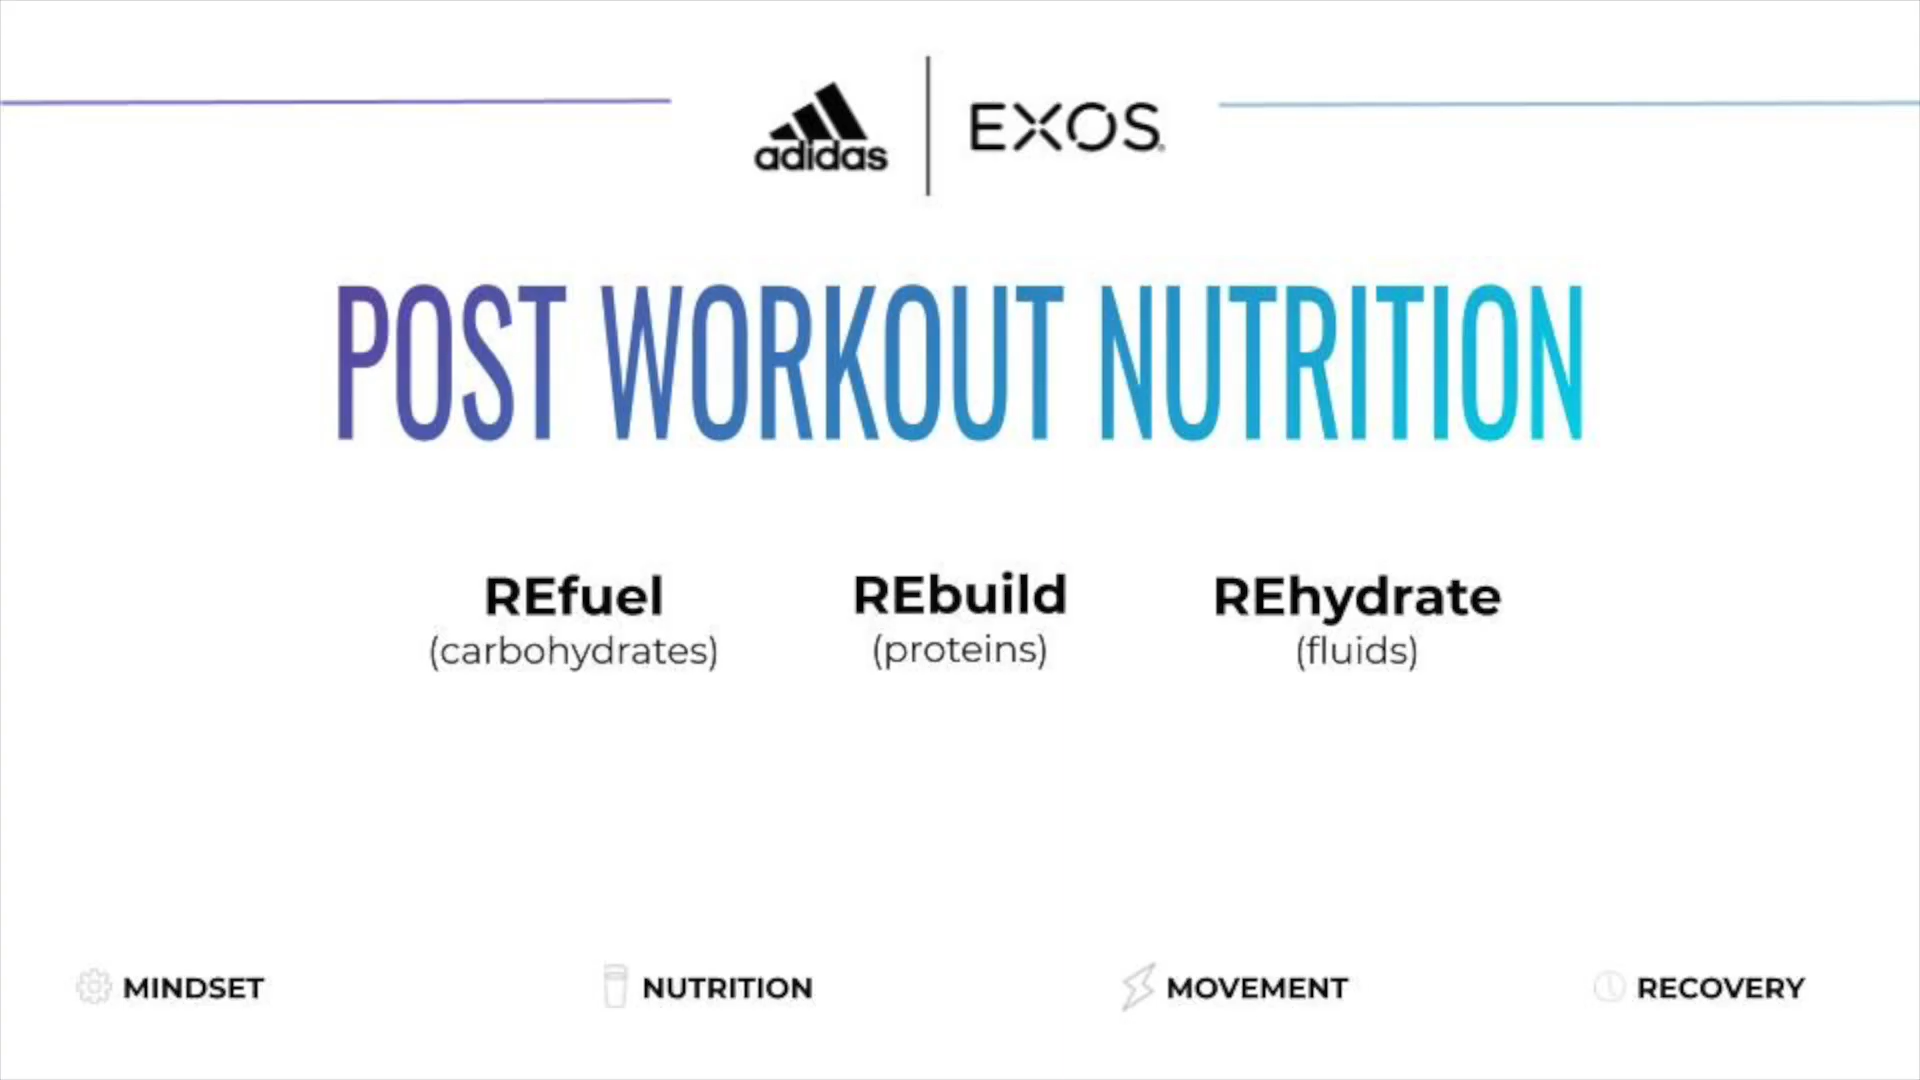 adidas
EXOS
POST WORKOUT NUTRITION
REfuel REbuild REhydrate
(carbohydrates) (proteins) (fluids)
MINDSET NUTRITION MOVEMENT RECOVERY